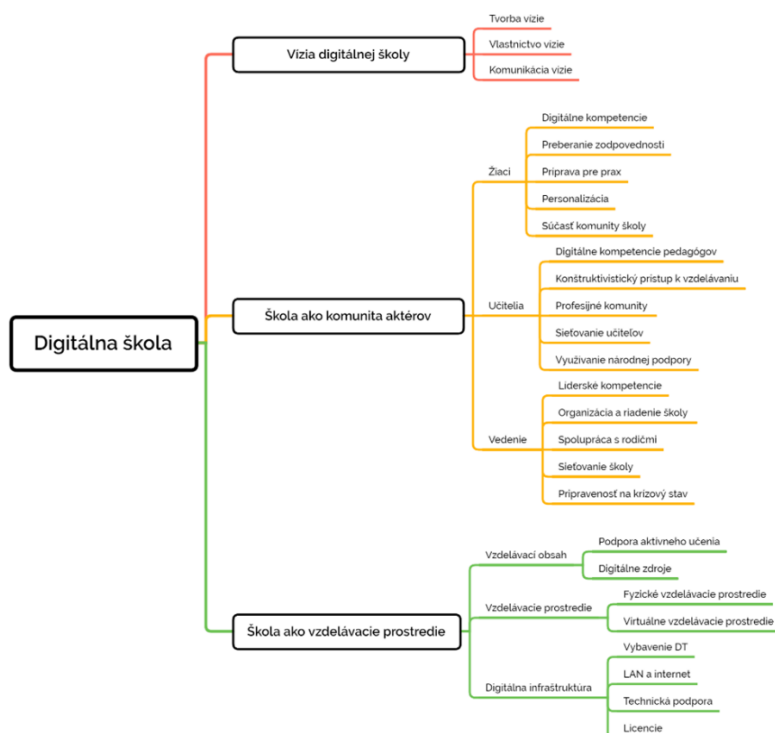 Digitálna škola
Vízia digitálnej školy
Tvorba vízie
Vlastníctvo vízie
Komunikácia vízie
Škola ako komunita aktérov
Žiaci
Digitálne kompetencie
Preberanie zodpovednosti
Príprava pre prax
Personalizácia
Súčasť komunity školy
Učitelia
Digitálne kompetencie pedagógov
Konštruktivistický prístup k vzdelávaniu
Profesijné komunity
Sieťovanie učiteľov
Využívanie národnej podpory
Vedenie
Líderské kompetencie
Organizácia a riadenie školy
Spolupráca s rodičmi
Sieťovanie školy
Pripravenosť na krízový stav
Škola ako vzdelávacie prostredie
Vzdelávací obsah
Podpora aktívneho učenia
Digitálne zdroje
Vzdelávacie prostredie
Fyzické vzdelávacie prostredie
Virtuálne vzdelávacie prostredie
Digitálna infraštruktúra
Vybavenie DT
LAN a internet
Technická podpora
Licencie